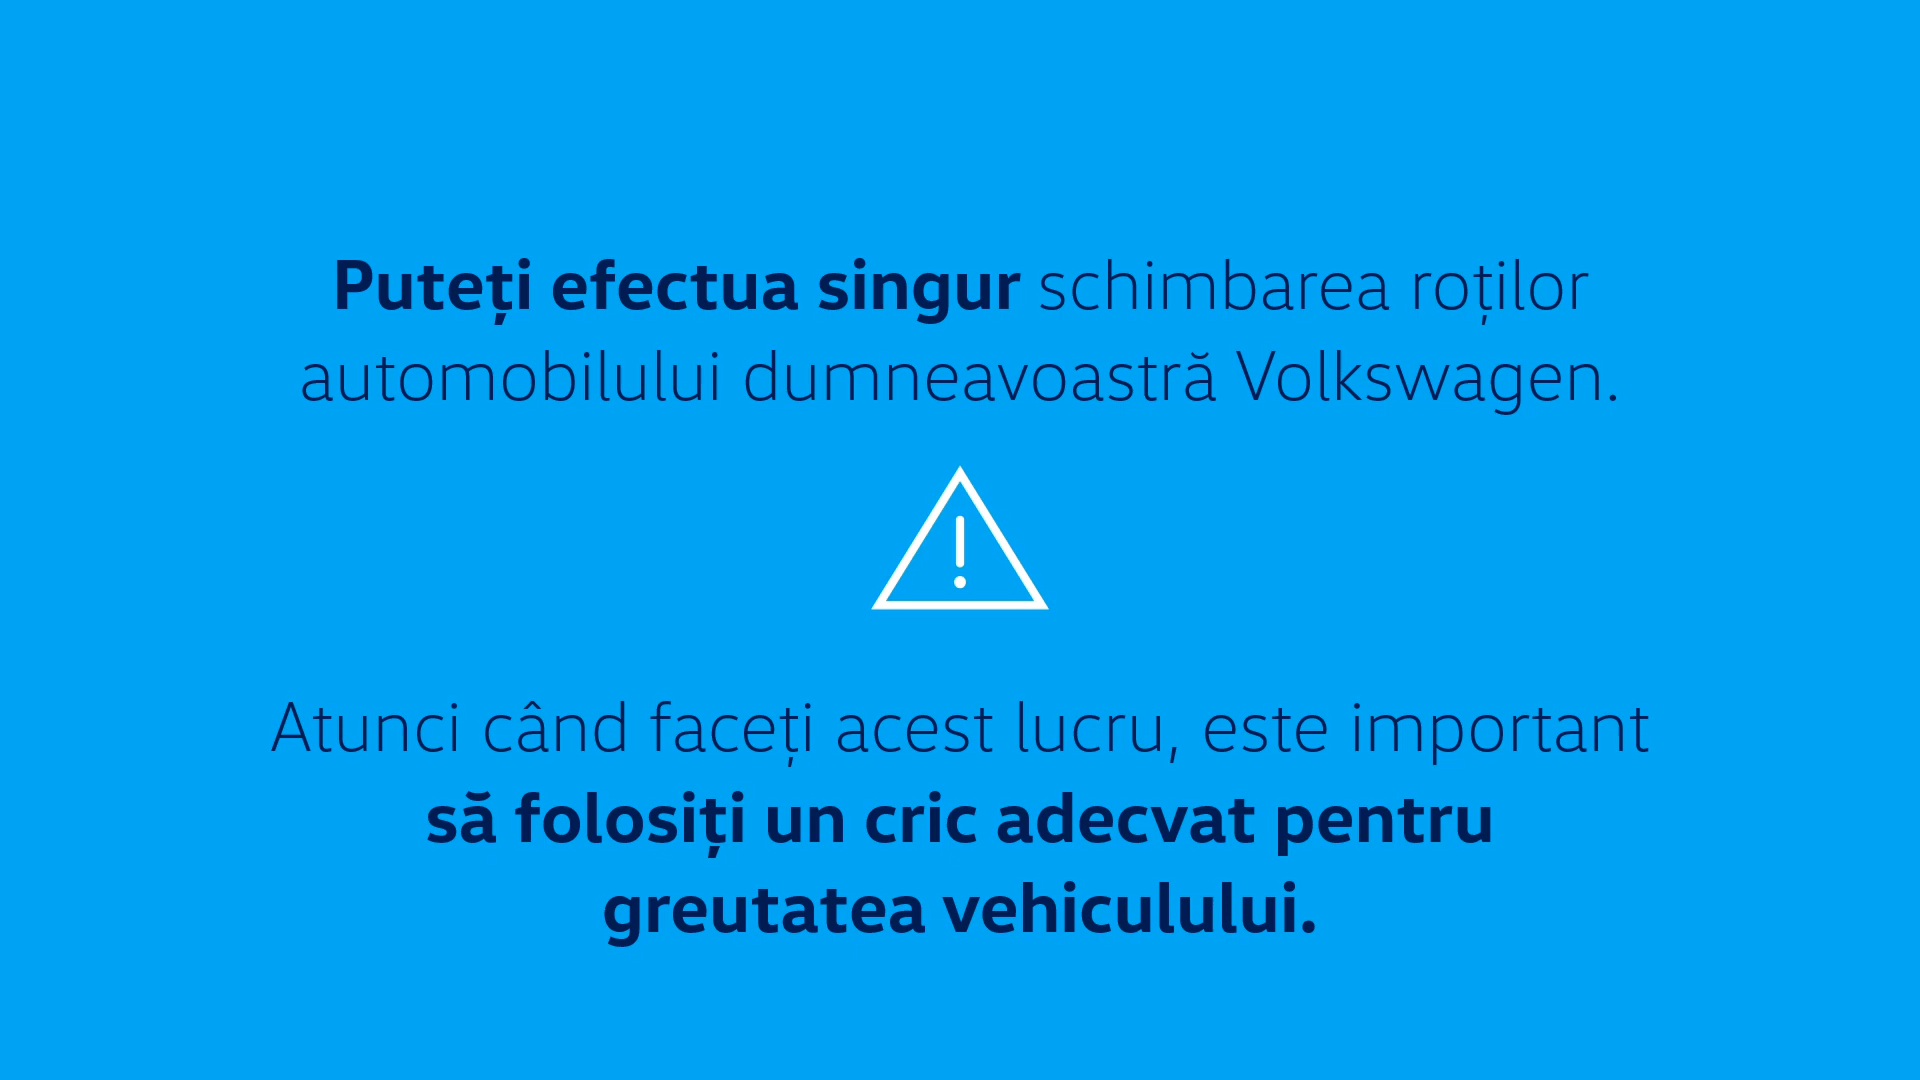 Puteți efectua singur schimbarea roților
automobilului dumneavoastră Volkswagen.
Atunci când faceți acest lucru, este important
să folosiți un cric adecvat pentru
greutatea vehiculului.